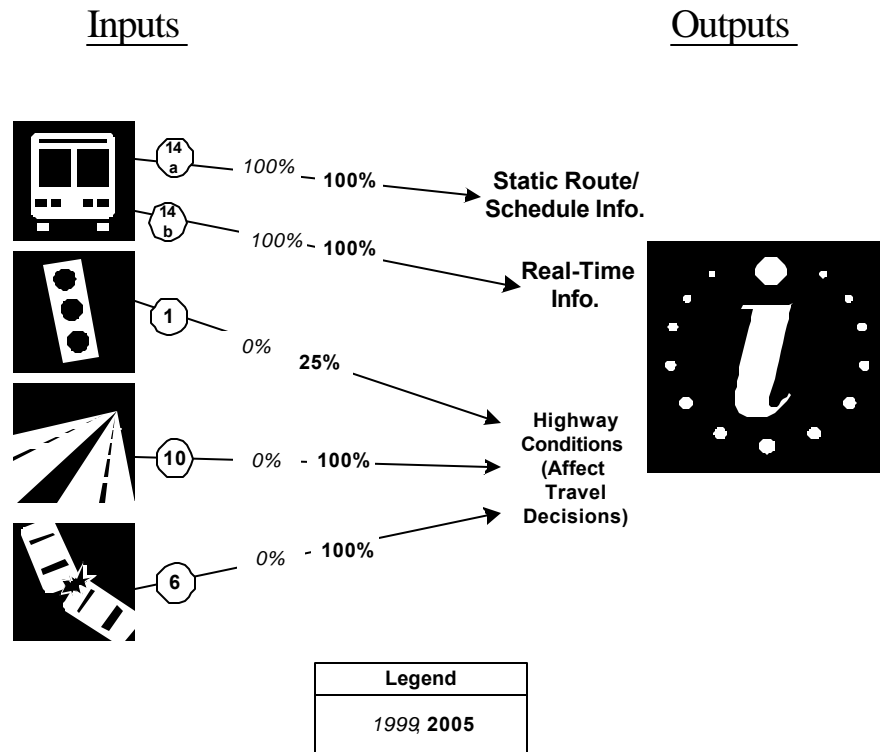 Inputs
Outputs
14
a
100%
100%
Static Route/
Schedule Info.
14
b
100%
100%
Real-Time
Info.
1
0%
25%
Highway
Conditions
(Affect
Travel
Decisions)
10
0%
100%
6
0%
100%
i
Legend
1999, 2005